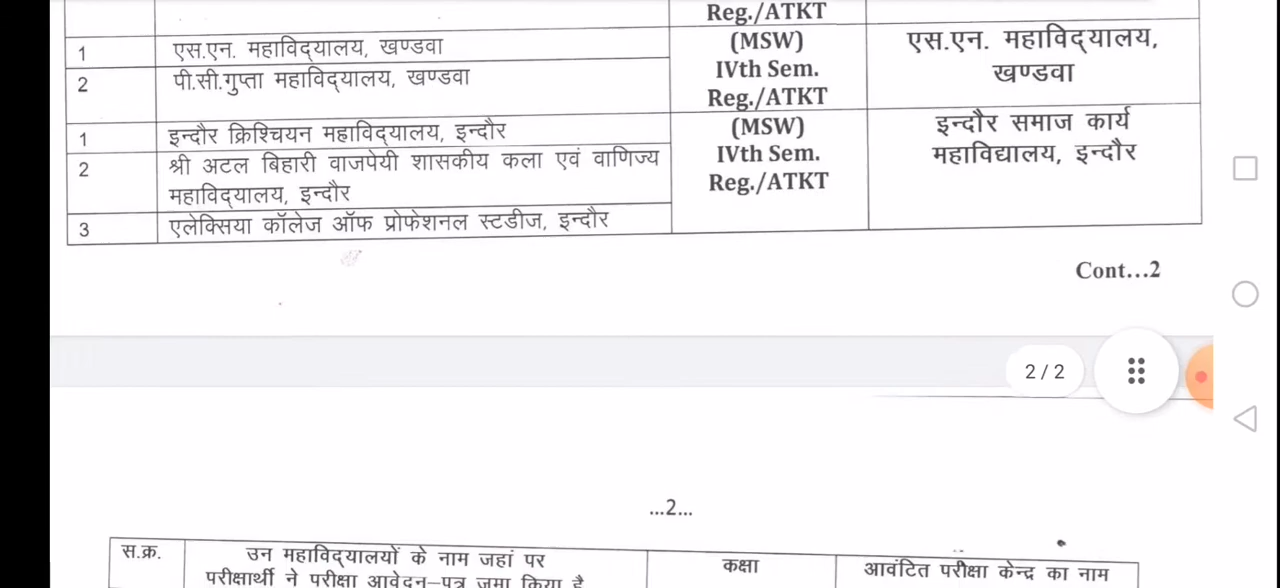 Reg./ATKT
1 एस.एन. महाविद्यालय, खण्डवा
(MSW)
एस.एन. महाविद्यालय,
2 पी.सी.गुप्ता महाविद्यालय, खण्डवा
IVth Sem.
खण्डवा
Reg./ATKT
1 इन्दौर क्रिश्चियन महाविद्यालय, इन्दौर
(MSW)
इन्दौर समाज कार्य
2 श्री अटल बिहारी वाजपेयी शासकीय कला एवं वाणिज्य
IVth Sem.
महाविद्यालय, इन्दौर
महाविद्यालय, इन्दौर
Reg./ATKT
3 एलेक्सिया कॉलेज ऑफ प्रोफेशनल स्टडीज, इन्दौर
Cont...2
2 / 2
...2...
स.क्र.
उन महाविद्यालयों के नाम जहां पर
कक्षा
आवंटित परीक्षा केन्द्र का नाम
परीक्षार्थी ने परीक्षा आवेदन–पत्र जमा किया है